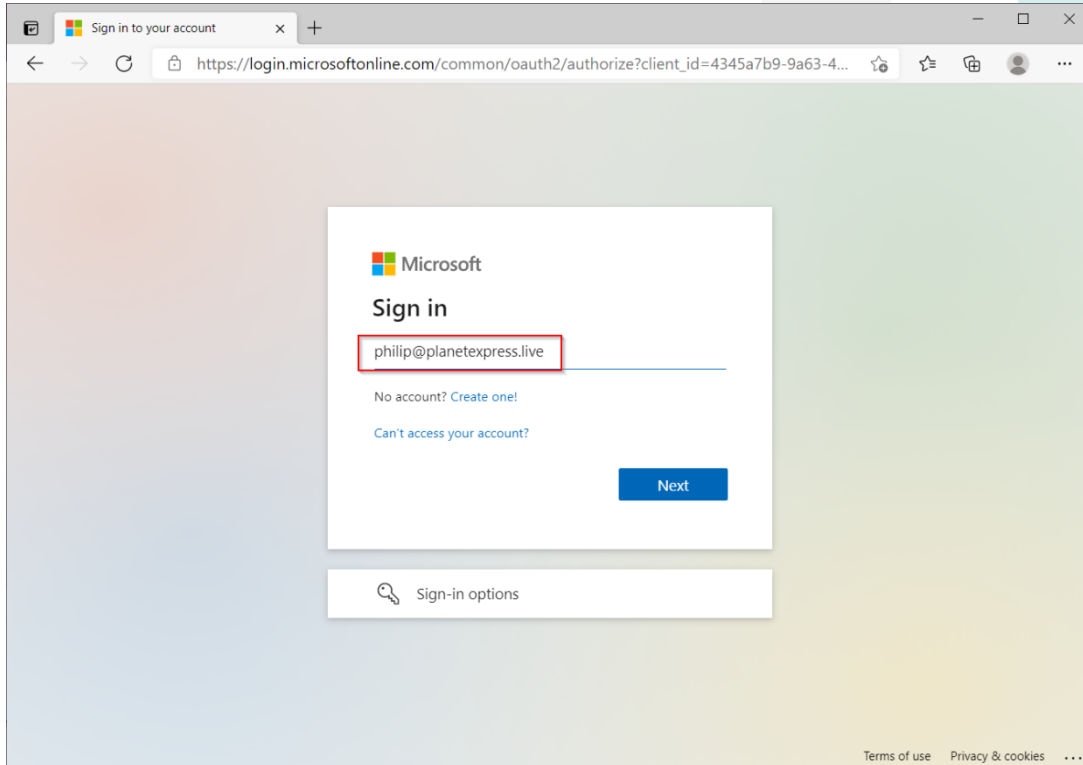 Sign in to your account
https://login.microsoftonline.com/common/oauth2/authorize?client_id=4345a7b9-9a63-4...
Microsoft
Sign in
philip@planetexpress.live
No account? Create one!
Can't access your account?
Next
Sign-in options
Terms of use Privacy & cookies ...